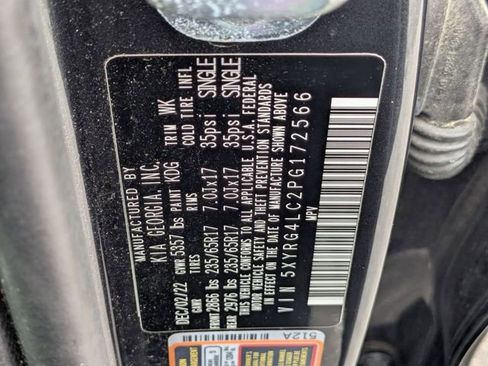 MANUFACTURED BY
KIA GEORGIA, INC.
DEC/02/22 PAINT KDG TRIM WK
GVWR 5357 lbs
TIRES RIMS COLD TIRE INFL
FRONT 2866 lbs 235/65R17 7.0Jx17 35psi SINGLE
REAR 2976 lbs 235/65R17 7.0Jx17 35psi SINGLE
THIS VEHICLE CONFORMS TO ALL APPLICABLE U.S.A. FEDERAL
MOTOR VEHICLE SAFETY AND THEFT PREVENTION STANDARDS
IN EFFECT ON THE DATE OF MANUFACTURE SHOWN ABOVE
VIN 5XYRG4LC2PG172566
MPV
512A